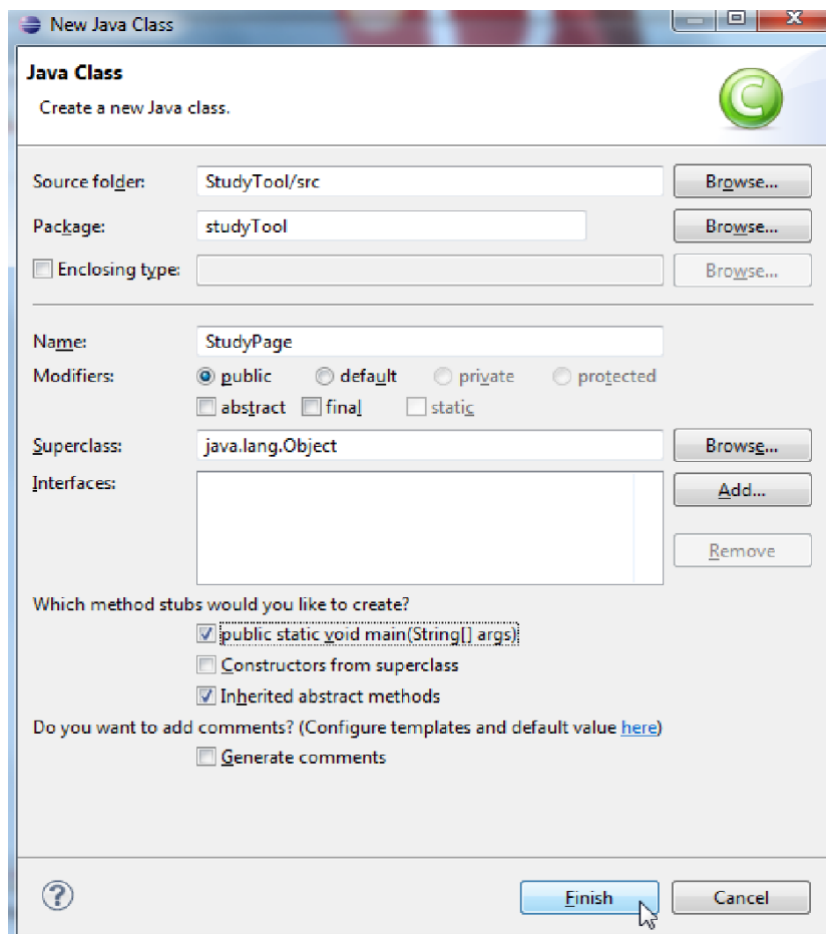 New Java Class
Java Class
Create a new Java class.
C
Source folder: StudyTool/src Browse...
Package: studyTool Browse...
Enclosing type: Browse...
Name: StudyPage
Modifiers: public default private protected
abstract final static
Superclass: java.lang.Object Browse...
Interfaces: Add...
Remove
Which method stubs would you like to create?
public static void main(String[] args)
Constructors from superclass
Inherited abstract methods
Do you want to add comments? (Configure templates and default value here)
Generate comments
? Finish Cancel